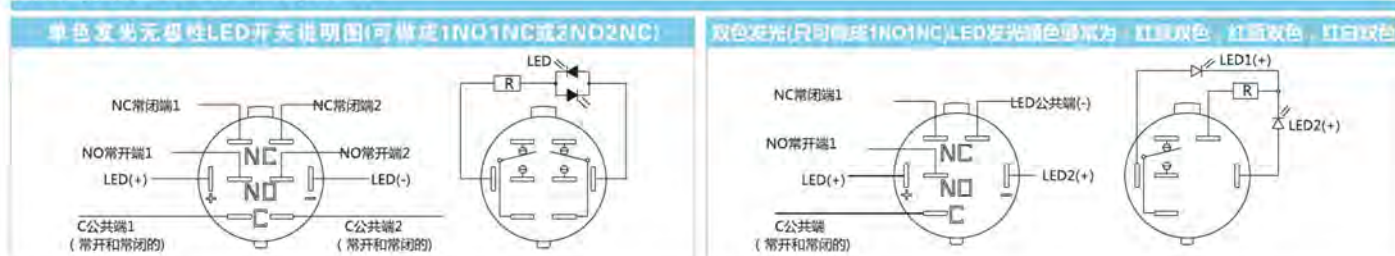 单色发光无极性LED开关说明图(可做成1NO1NC或2NO2NC)
NC常闭端1
NC常闭端2
NO常开端1
NO常开端2
LED(+)
LED(-)
C公共端1
(常开和常闭的)
C公共端2
(常开和常闭的)
NC
NO
C
+
−
LED
R
双色发光(只可做成1NO1NC)LED发光颜色通常为:红绿双色,红蓝双色,红白双色
NC常闭端1
LED公共端(-)
NO常开端1
LED(+)
LED2(+)
C公共端
(常开和常闭的)
NC
NO
C
+
−
LED1(+)
R
LED2(+)